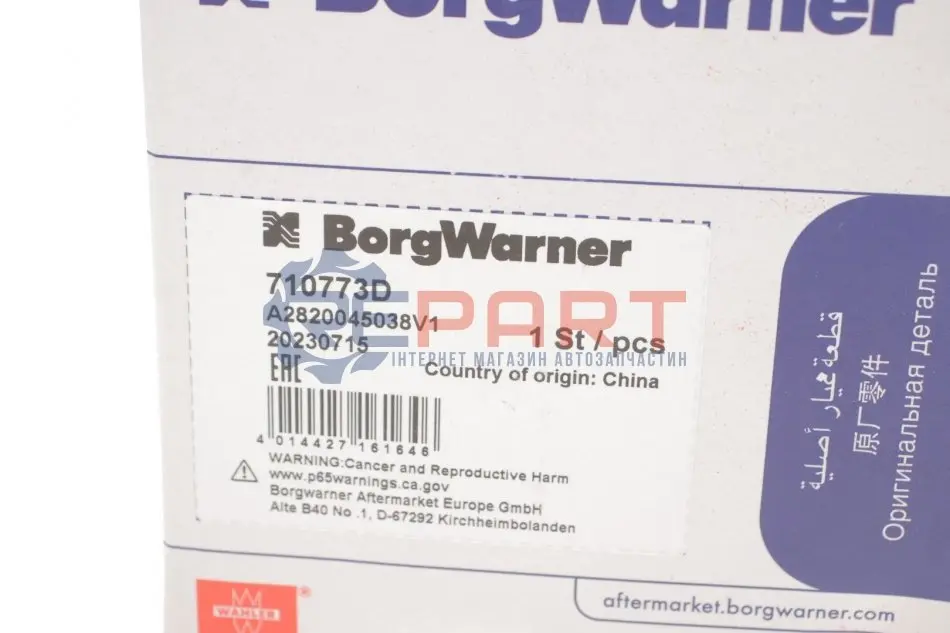 BorgWarner
BorgWarner
710773D
A2820045038V1
20230715
1 St / pcs
EAC
Country of origin: China
4 014427 161646
WARNING:Cancer and Reproductive Harm
www.p65warnings.ca.gov
Borgwarner Aftermarket Europe GmbH
Alte B40 No .1, D-67292 Kirchheimbolanden
PART
ІНТЕРНЕТ МАГАЗИН АВТОЗАПЧАСТИН
قطعة معيار أصلية
原厂零件
Оригинальная деталь
WAHLER
®
aftermarket.borgwarner.com